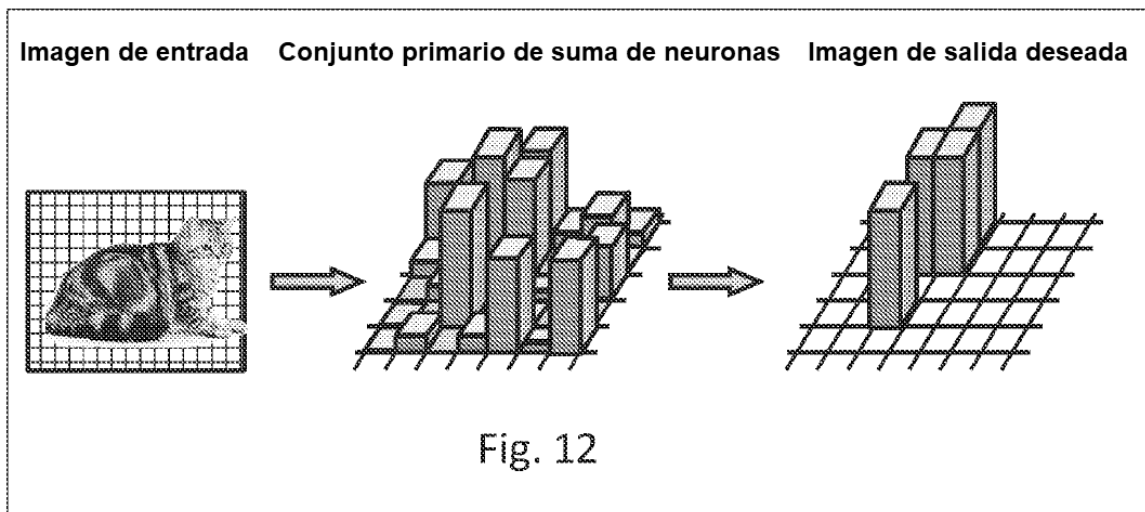 Imagen de entrada
Conjunto primario de suma de neuronas
Imagen de salida deseada
Fig. 12